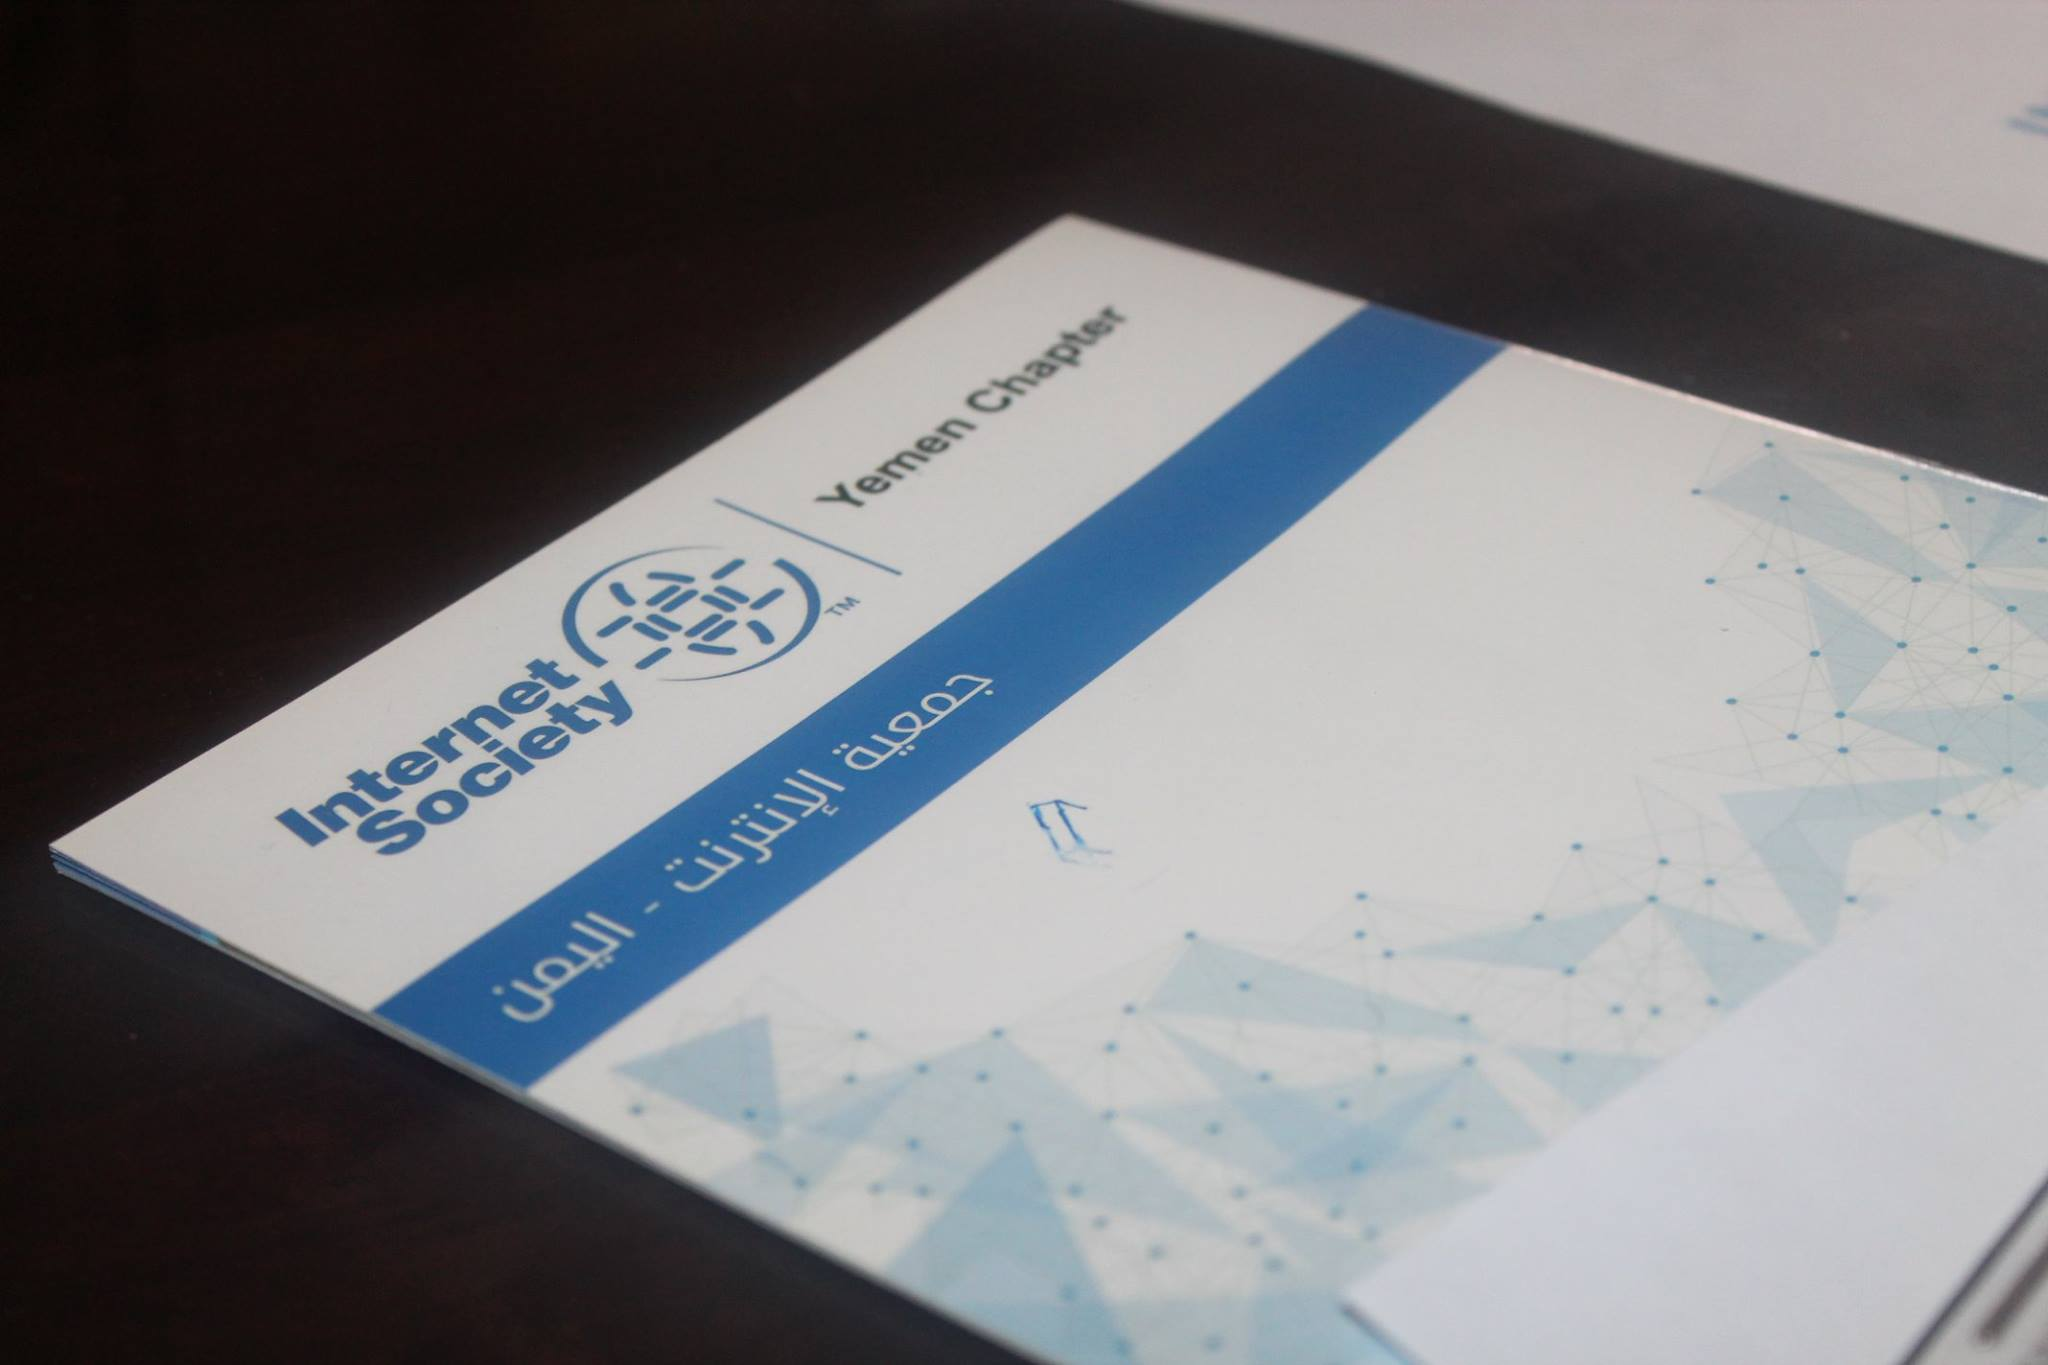 Internet
Society
TM
Yemen Chapter
جمعية الإنترنت - اليمن